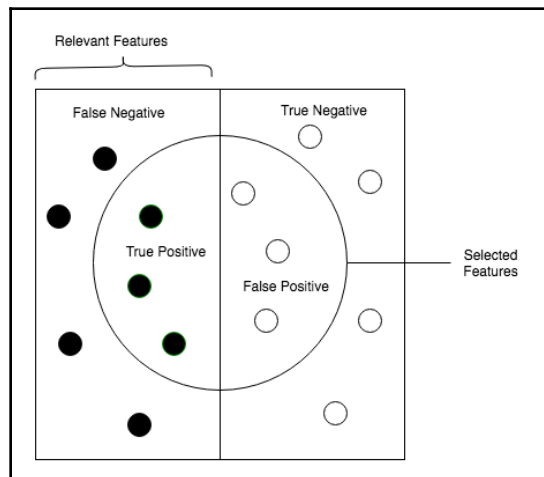 Relevant Features
False Negative
True Negative
True Positive
False Positive
Selected
Features